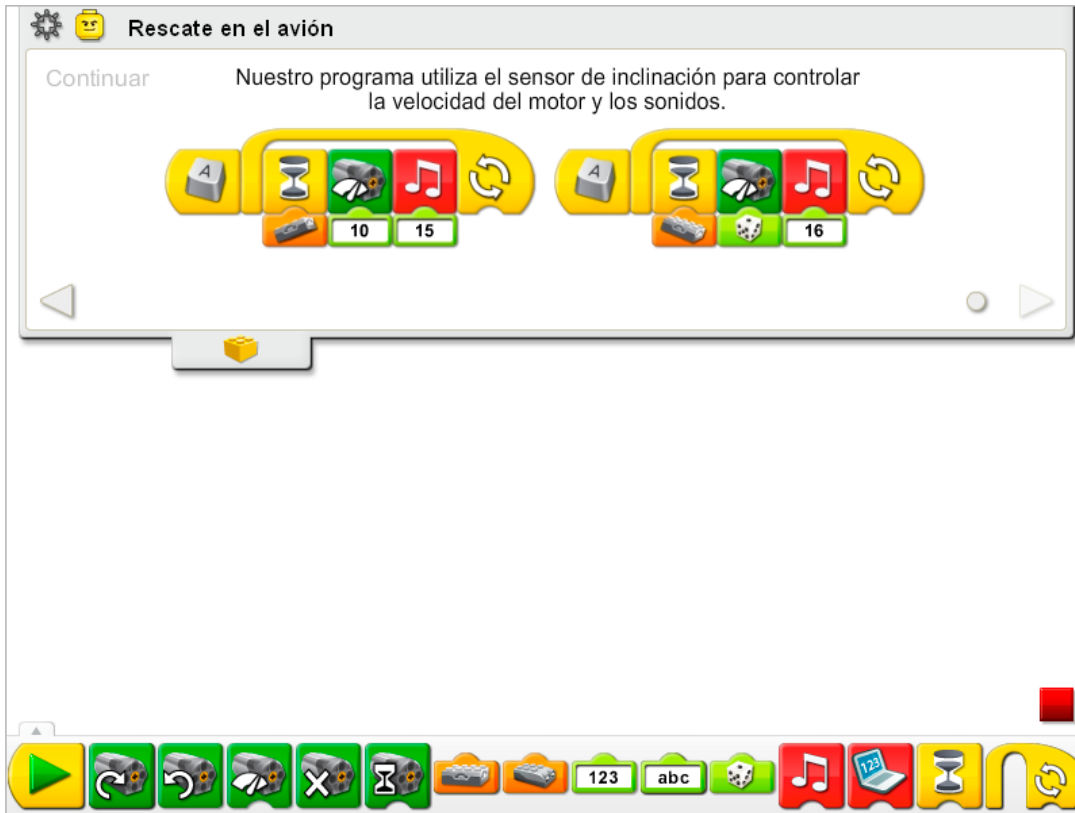 Rescate en el avión
Continuar
Nuestro programa utiliza el sensor de inclinación para controlar
la velocidad del motor y los sonidos.
A
A
10
15
16
123
abc
123